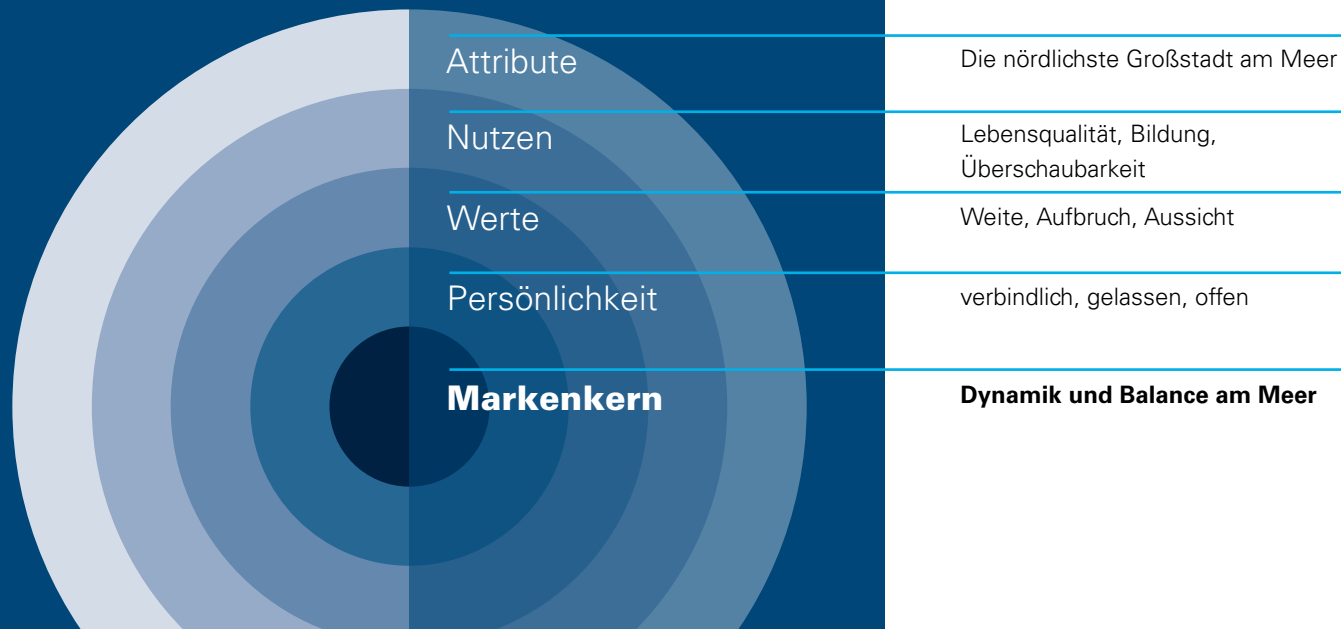 Attribute
Die nördlichste Großstadt am Meer
Nutzen
Lebensqualität, Bildung,
Überschaubarkeit
Werte
Weite, Aufbruch, Aussicht
Persönlichkeit
verbindlich, gelassen, offen
Markenkern
Dynamik und Balance am Meer